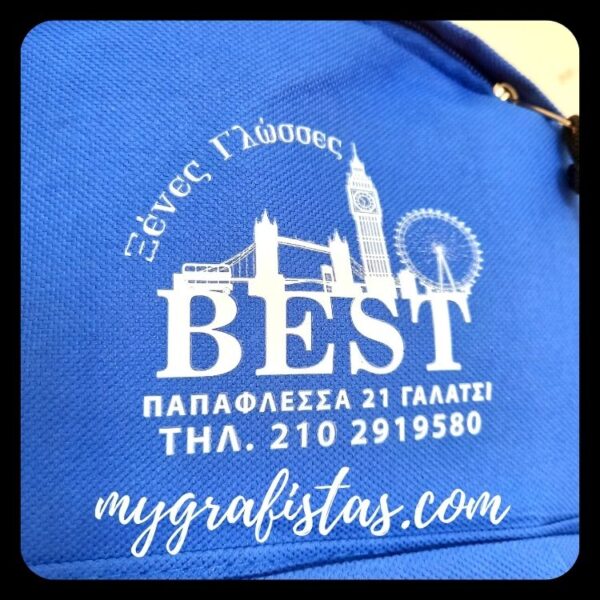 Ξένες Γλώσσες
BEST
ΠΑΠΑΦΛΕΣΣΑ 21 ΓΑΛΑΤΣΙ
ΤΗΛ. 210 2919580
mygrafistas.com